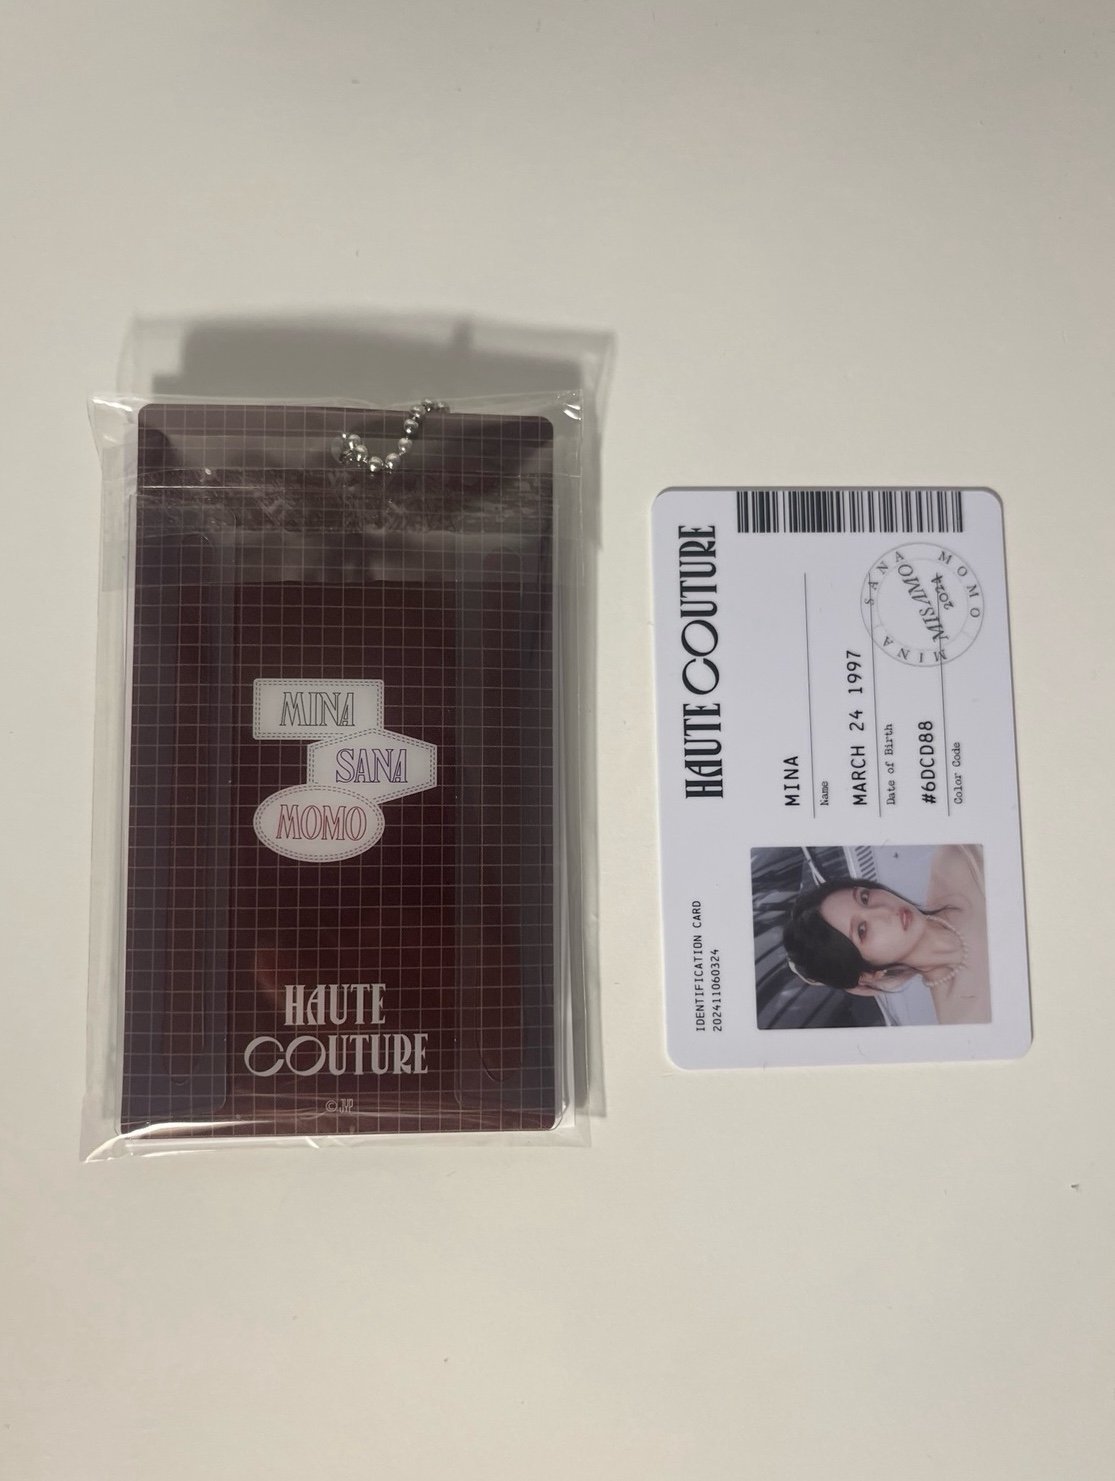 MINA
SANA
MOMO
HAUTE
COUTURE
© JYP
HAUTE COUTURE
MINA
Name
MARCH 24 1997
Date of Birth
#6DCD88
Color Code
MINA SANA MOMO
MISAMO
2024
IDENTIFICATION CARD
202411060324